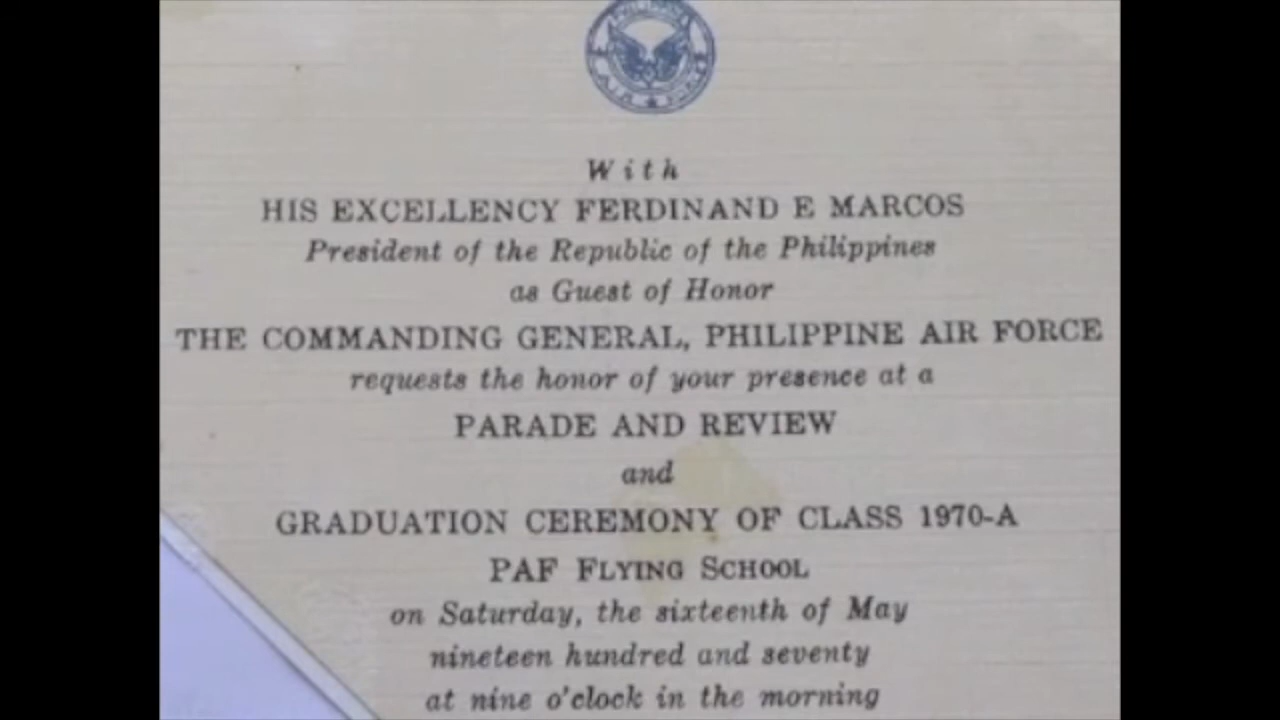 PHILIPPINE
AIR FORCE
With
HIS EXCELLENCY FERDINAND E MARCOS
President of the Republic of the Philippines
as Guest of Honor
THE COMMANDING GENERAL, PHILIPPINE AIR FORCE
requests the honor of your presence at a
PARADE AND REVIEW
and
GRADUATION CEREMONY OF CLASS 1970-A
PAF FLYING SCHOOL
on Saturday, the sixteenth of May
nineteen hundred and seventy
at nine o'clock in the morning